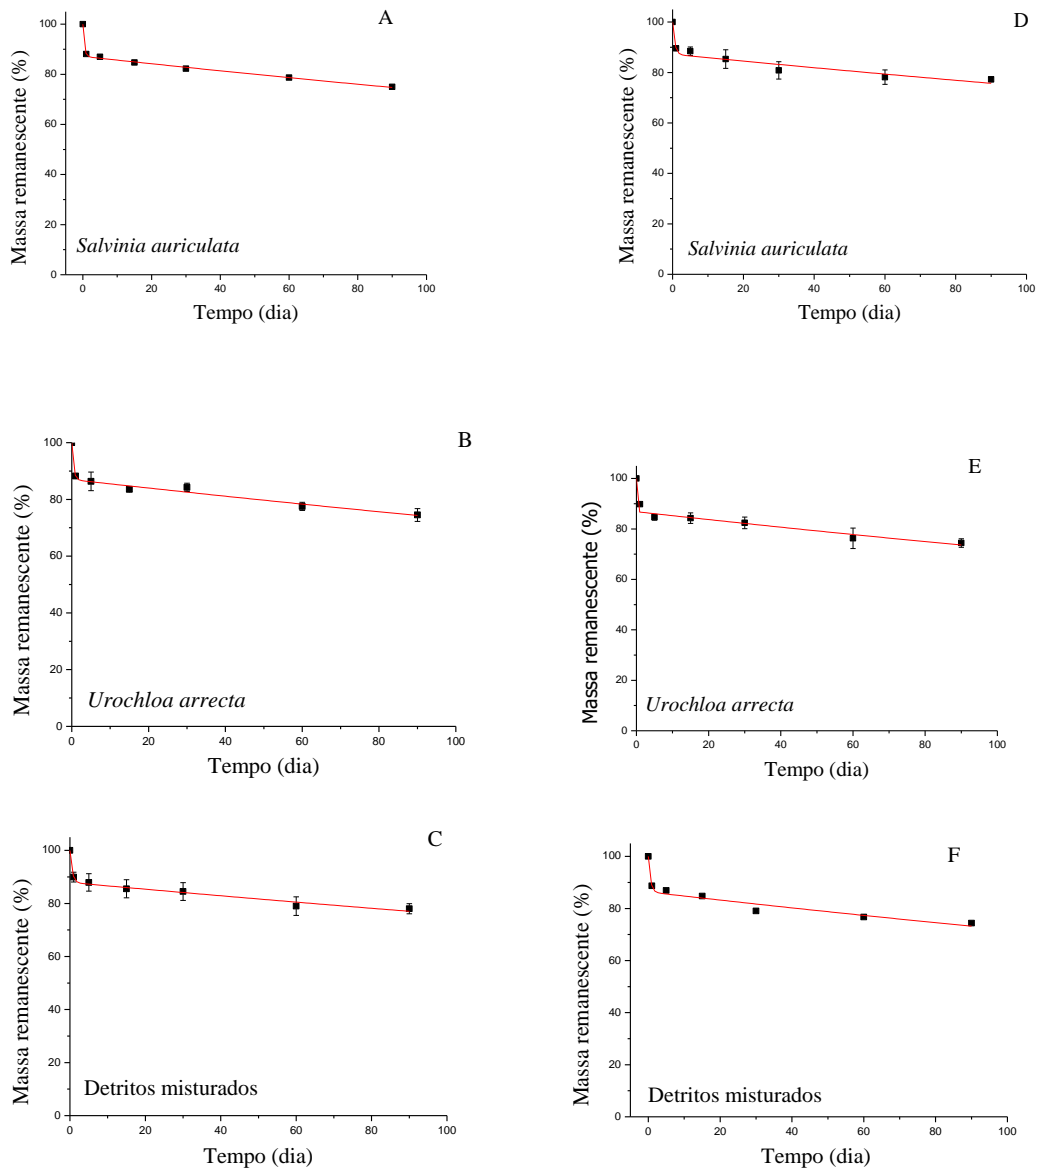 A
Massa remanescente (%)
100
80
60
40
20
0
0 20 40 60 80 100
Salvinia auriculata
Tempo (dia)
D
Massa remanescente (%)
100
80
60
40
20
0
0 20 40 60 80 100
Salvinia auriculata
Tempo (dia)
B
Massa remanescente (%)
100
80
60
40
20
0
0 20 40 60 80 100
Urochloa arrecta
Tempo (dia)
E
Massa remanescente (%)
100
80
60
40
20
0
0 20 40 60 80 100
Urochloa arrecta
Tempo (dia)
C
Massa remanescente (%)
100
80
60
40
20
0
0 20 40 60 80 100
Detritos misturados
Tempo (dia)
F
Massa remanescente (%)
100
80
60
40
20
0
0 20 40 60 80 100
Detritos misturados
Tempo (dia)